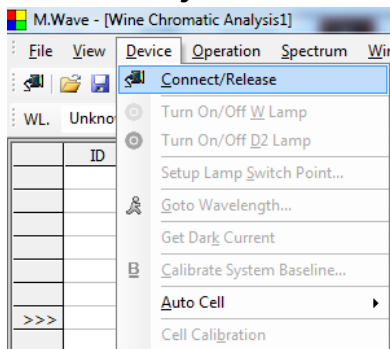 M.Wave - [Wine Chromatic Analysis1]
File View Device Operation Spectrum
Connect/Release
WL. Turn On/Off W Lamp
ID Turn On/Off D2 Lamp
Setup Lamp Switch Point...
Goto Wavelength...
Get Dark Current
B Calibrate System Baseline...
Auto Cell
>>> Cell Calibration